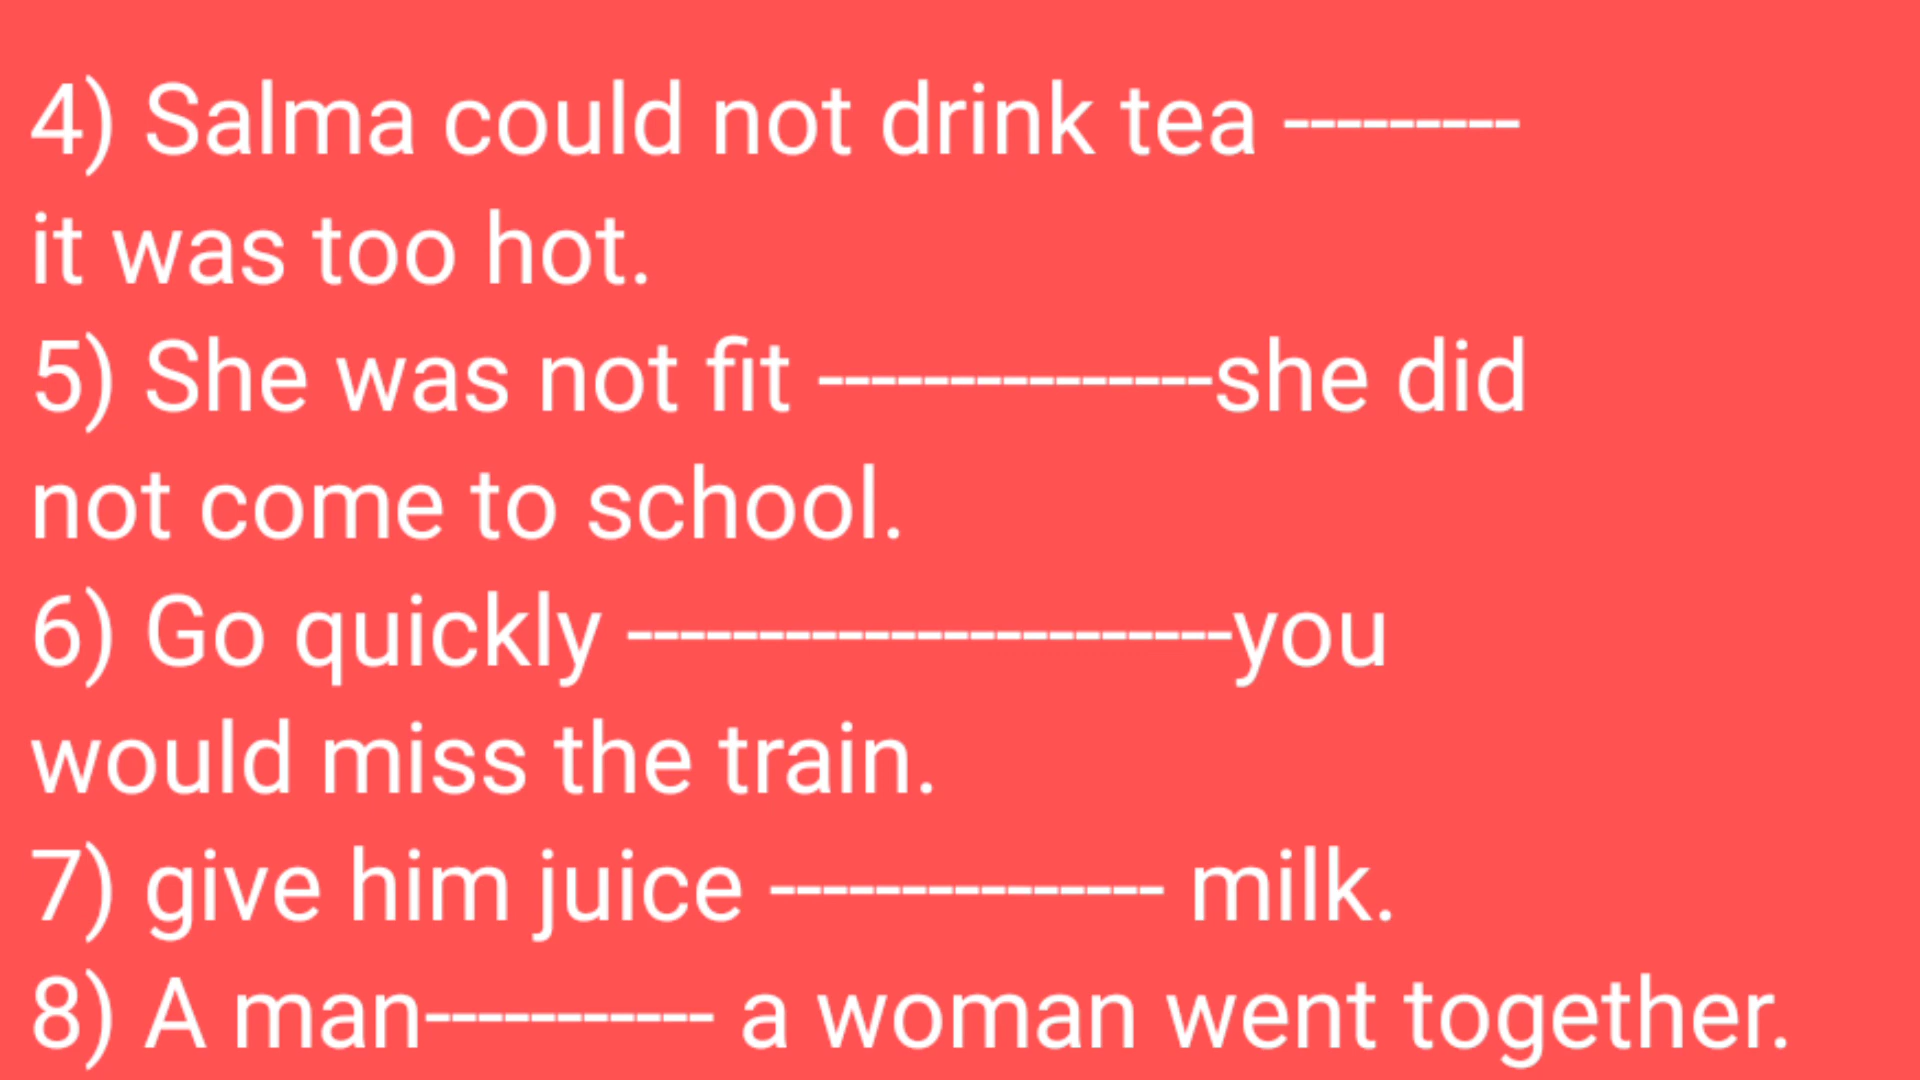 4) Salma could not drink tea ---------
it was too hot.
5) She was not fit ---------------she did
not come to school.
6) Go quickly -----------------------you
would miss the train.
7) give him juice --------------- milk.
8) A man----------- a woman went together.